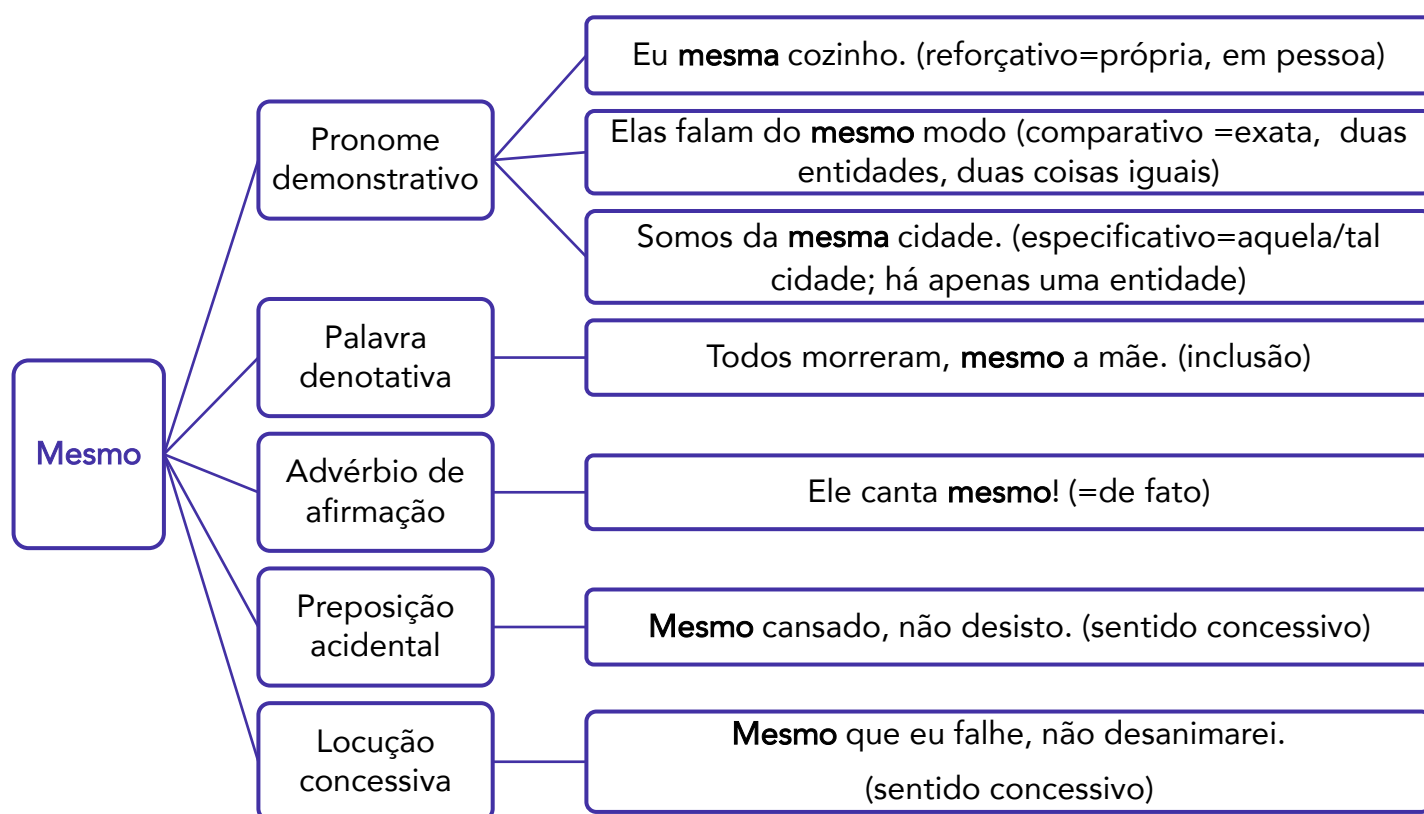 Mesmo
Pronome
demonstrativo
Eu mesma cozinho. (reforçativo=própria, em pessoa)
Elas falam do mesmo modo (comparativo =exata, duas
entidades, duas coisas iguais)
Somos da mesma cidade. (especificativo=aquela/tal
cidade; há apenas uma entidade)
Palavra
denotativa
Todos morreram, mesmo a mãe. (inclusão)
Advérbio de
afirmação
Ele canta mesmo! (=de fato)
Preposição
acidental
Mesmo cansado, não desisto. (sentido concessivo)
Locução
concessiva
Mesmo que eu falhe, não desanimarei.
(sentido concessivo)